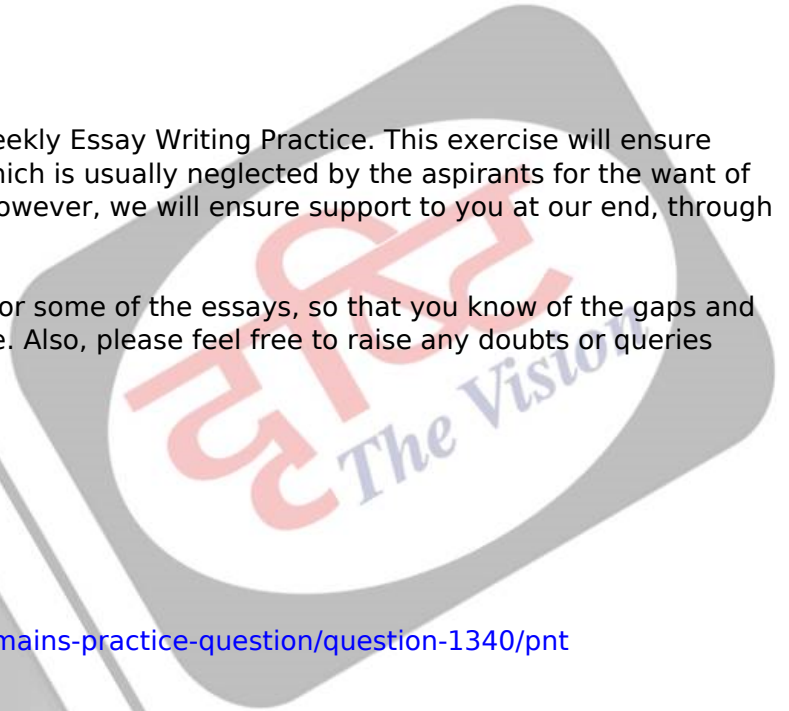 eekly Essay Writing Practice. This exercise will ensure
hich is usually neglected by the aspirants for the want of
owever, we will ensure support to you at our end, through
or some of the essays, so that you know of the gaps and
e. Also, please feel free to raise any doubts or queries
दृष्टि
The Vision
mains-practice-question/question-1340/pnt